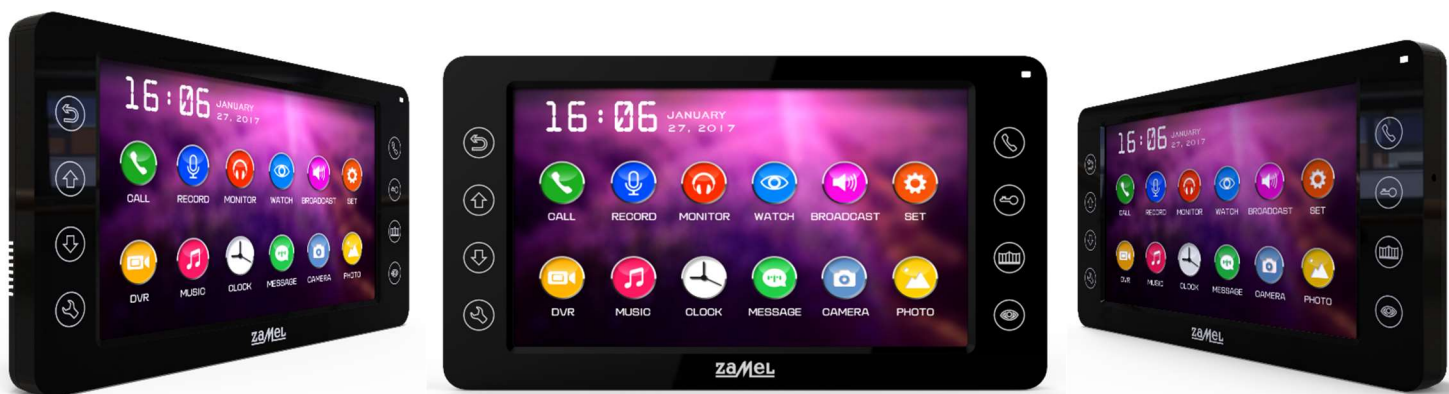 16:06 JANUARY
27, 2017
CALL RECORD MONITOR WATCH BROADCAST SET
DVR MUSIC CLOCK MESSAGE CAMERA PHOTO
zaMeL
16:06 JANUARY
27, 2017
CALL RECORD MONITOR WATCH BROADCAST SET
DVR MUSIC CLOCK MESSAGE CAMERA PHOTO
zaMeL
16:06 JANUARY
27, 2017
CALL RECORD MONITOR WATCH BROADCAST SET
DVR MUSIC CLOCK MESSAGE CAMERA PHOTO
zaMeL